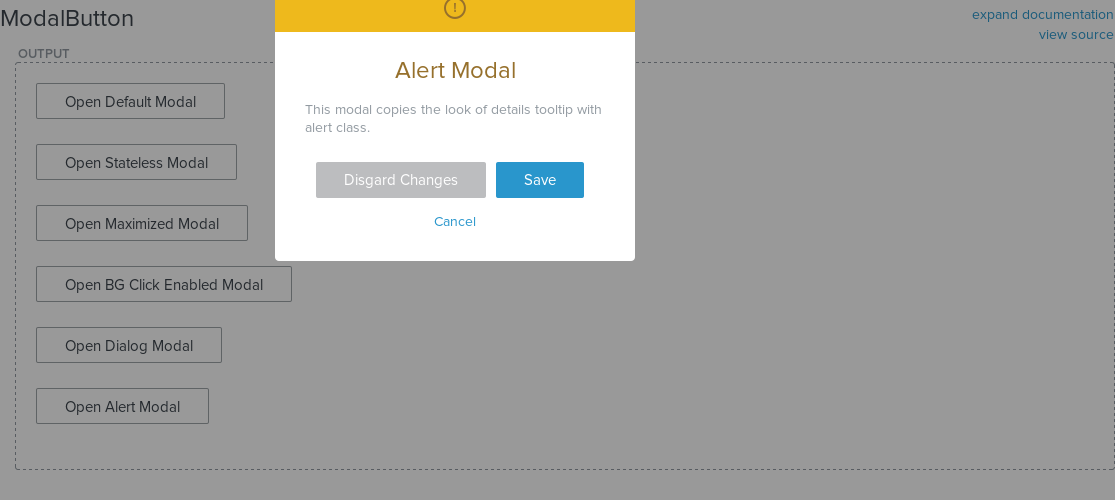 ModalButton
expand documentation
view source
OUTPUT
Open Default Modal
Open Stateless Modal
Open Maximized Modal
Open BG Click Enabled Modal
Open Dialog Modal
Open Alert Modal
!
Alert Modal
This modal copies the look of details tooltip with
alert class.
Disgard Changes
Save
Cancel